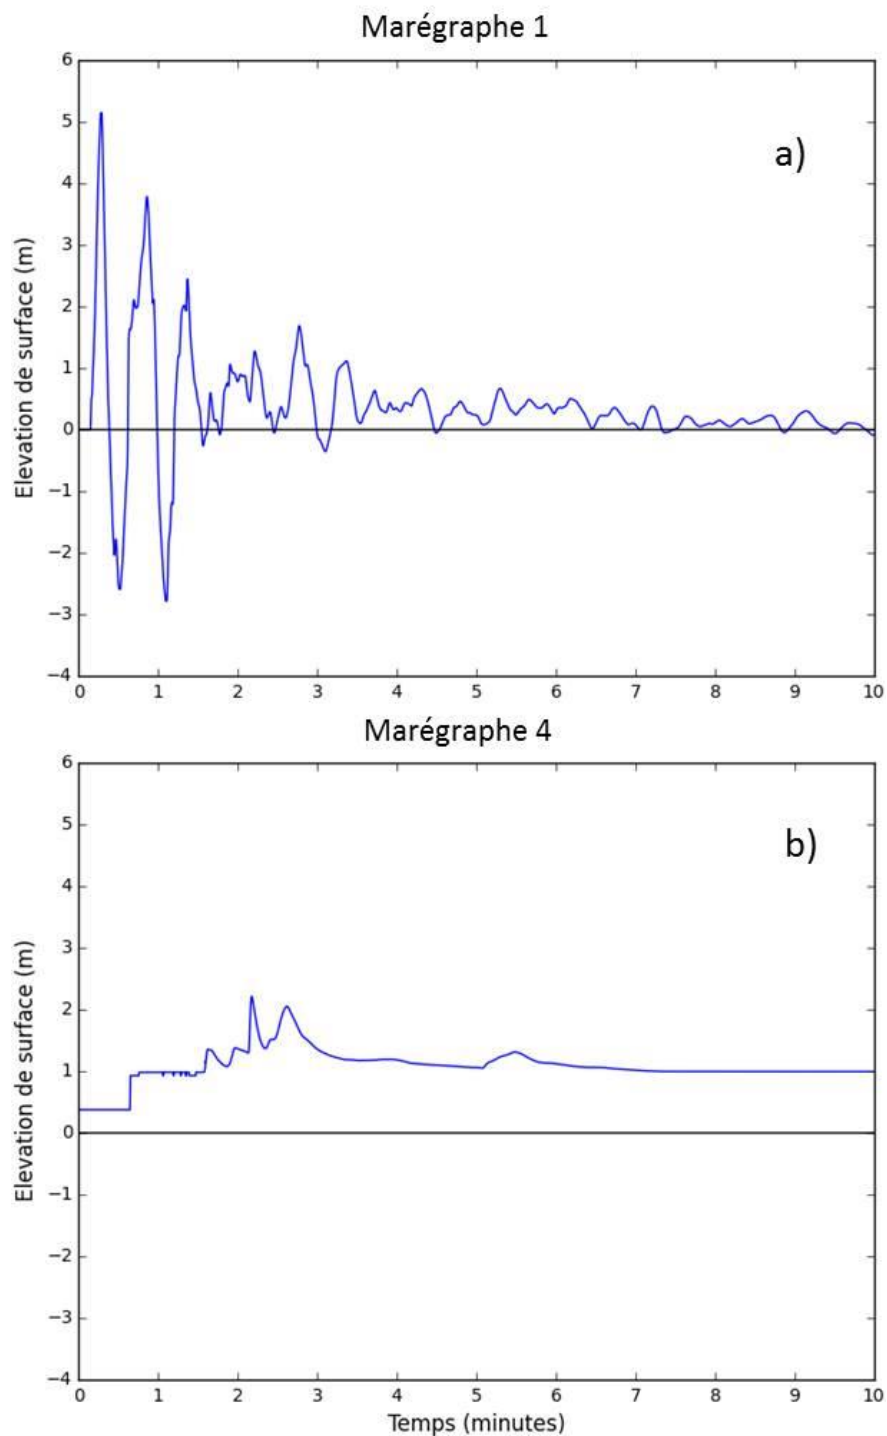 Marégraphe 1
a)
Elevation de surface (m)
6
5
4
3
2
1
0
−1
−2
−3
−4
0 1 2 3 4 5 6 7 8 9 10
Marégraphe 4
b)
Elevation de surface (m)
6
5
4
3
2
1
0
−1
−2
−3
−4
0 1 2 3 4 5 6 7 8 9 10
Temps (minutes)